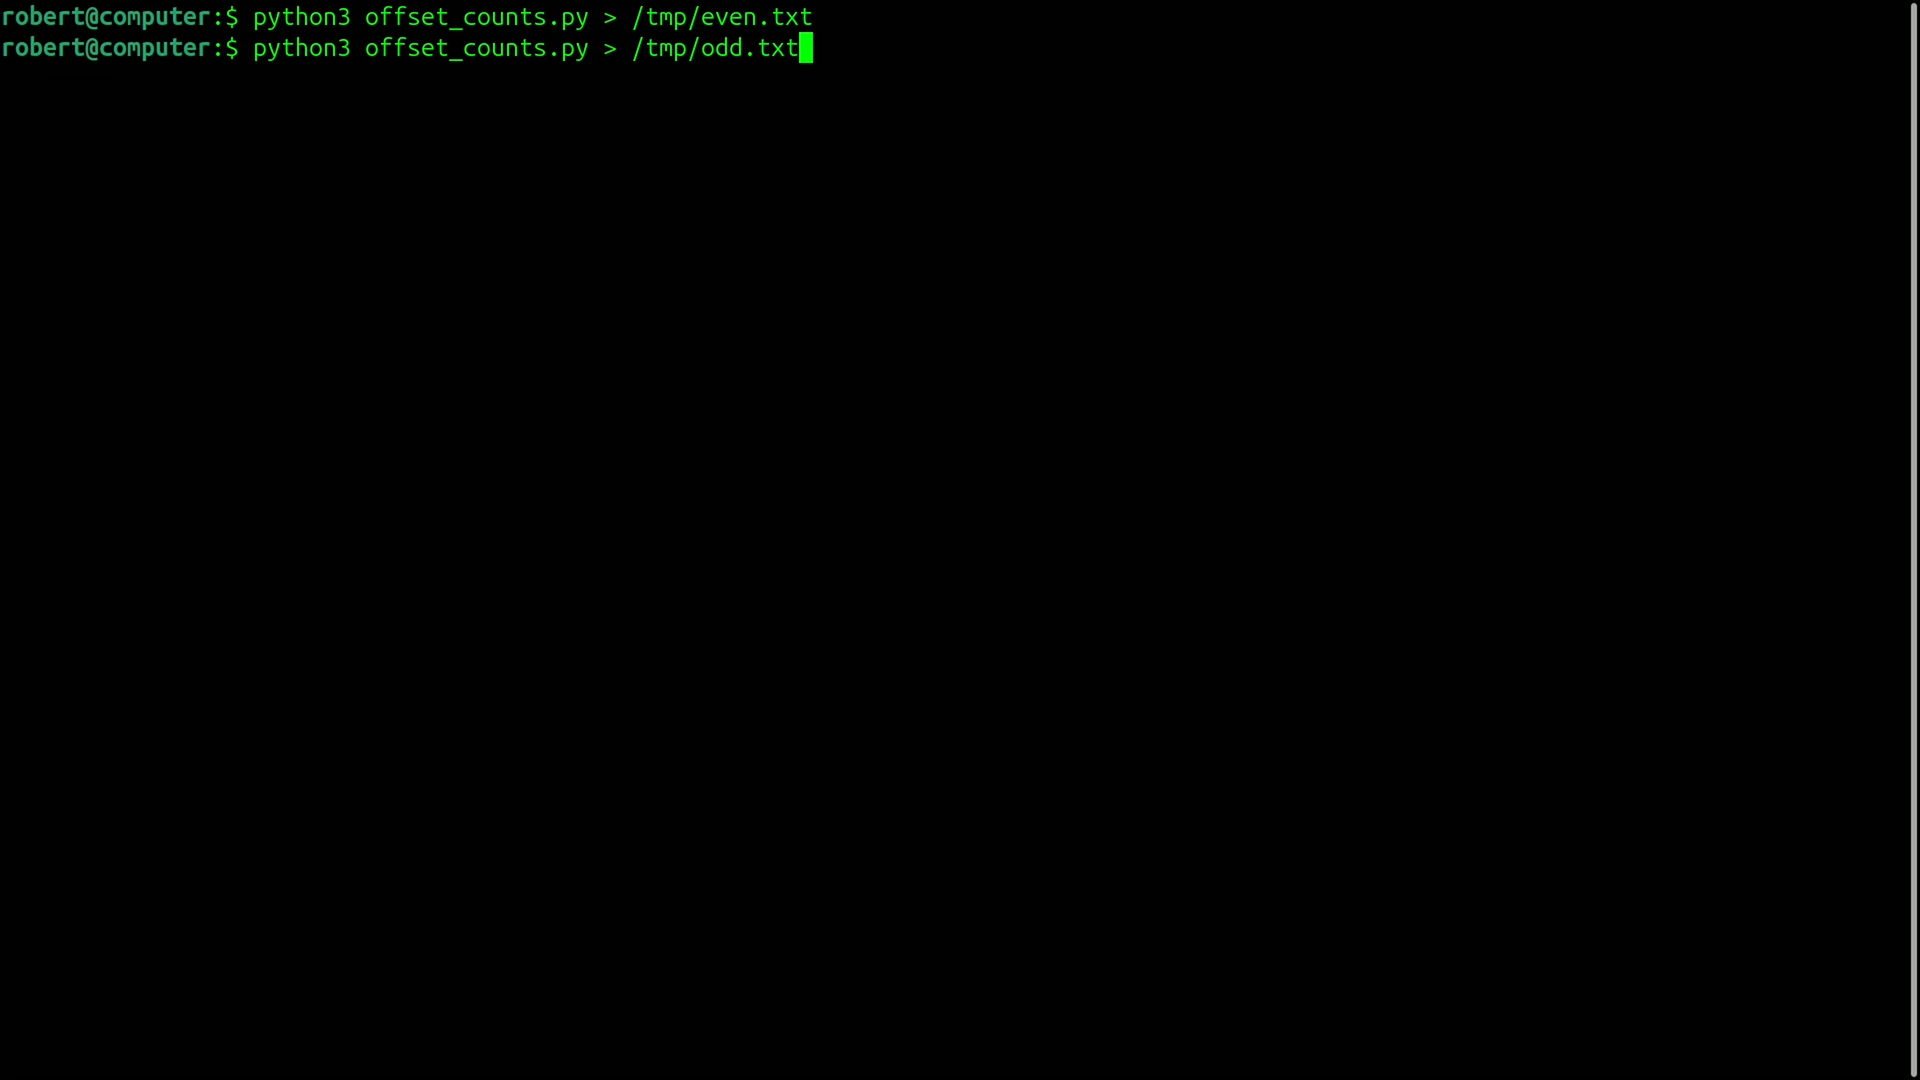 robert@computer:$ python3 offset_counts.py > /tmp/even.txt
robert@computer:$ python3 offset_counts.py > /tmp/odd.txt